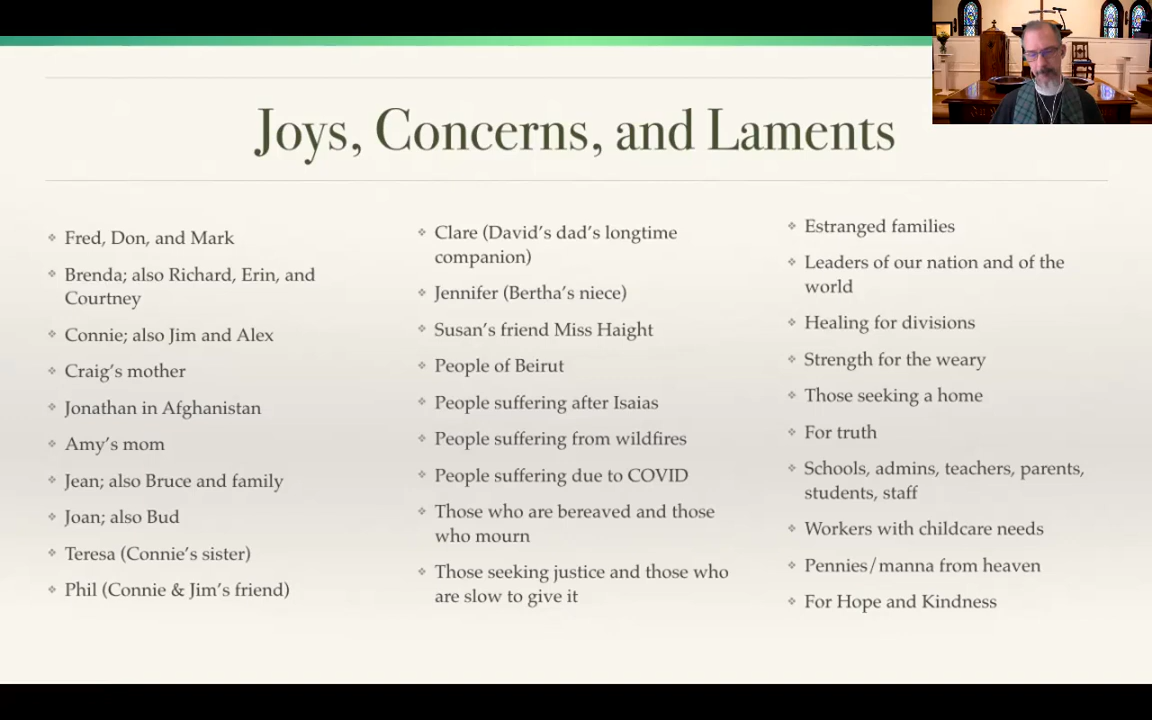 Joys, Concerns, and Laments
Fred, Don, and Mark
Brenda; also Richard, Erin, and
Courtney
Connie; also Jim and Alex
Craig’s mother
Jonathan in Afghanistan
Amy’s mom
Jean; also Bruce and family
Joan; also Bud
Teresa (Connie’s sister)
Phil (Connie & Jim’s friend)
Clare (David’s dad’s longtime
companion)
Jennifer (Bertha’s niece)
Susan’s friend Miss Haight
People of Beirut
People suffering after Isaias
People suffering from wildfires
People suffering due to COVID
Those who are bereaved and those
who mourn
Those seeking justice and those who
are slow to give it
Estranged families
Leaders of our nation and of the
world
Healing for divisions
Strength for the weary
Those seeking a home
For truth
Schools, admins, teachers, parents,
students, staff
Workers with childcare needs
Pennies/manna from heaven
For Hope and Kindness